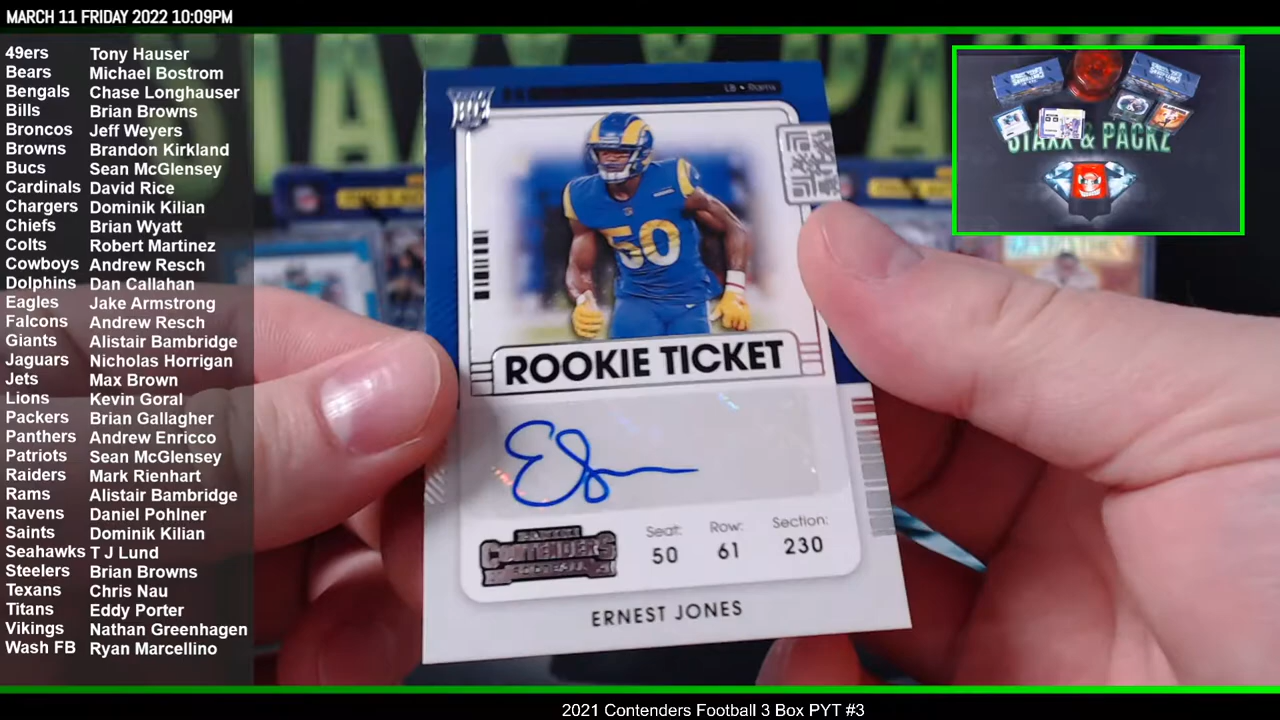 MARCH 11 FRIDAY 2022 10:09PM
49ers Tony Hauser
Bears Michael Bostrom
Bengals Chase Longhauser
Bills Brian Browns
Broncos Jeff Weyers
Browns Brandon Kirkland
Bucs Sean McGlensey
Cardinals David Rice
Chargers Dominik Kilian
Chiefs Brian Wyatt
Colts Robert Martinez
Cowboys Andrew Resch
Dolphins Dan Callahan
Eagles Jake Armstrong
Falcons Andrew Resch
Giants Alistair Bambridge
Jaguars Nicholas Horrigan
Jets Max Brown
Lions Kevin Goral
Packers Brian Gallagher
Panthers Andrew Enricco
Patriots Sean McGlensey
Raiders Mark Rienhart
Rams Alistair Bambridge
Ravens Daniel Pohlner
Saints Dominik Kilian
Seahawks T J Lund
Steelers Brian Browns
Texans Chris Nau
Titans Eddy Porter
Vikings Nathan Greenhagen
Wash FB Ryan Marcellino
LB • Rams
50
ROOKIE TICKET
PANINI
CONTENDERS
FOOTBALL
Seat: Row: Section:
50 61 230
ERNEST JONES
STAXX & PACKZ
2021 Contenders Football 3 Box PYT #3